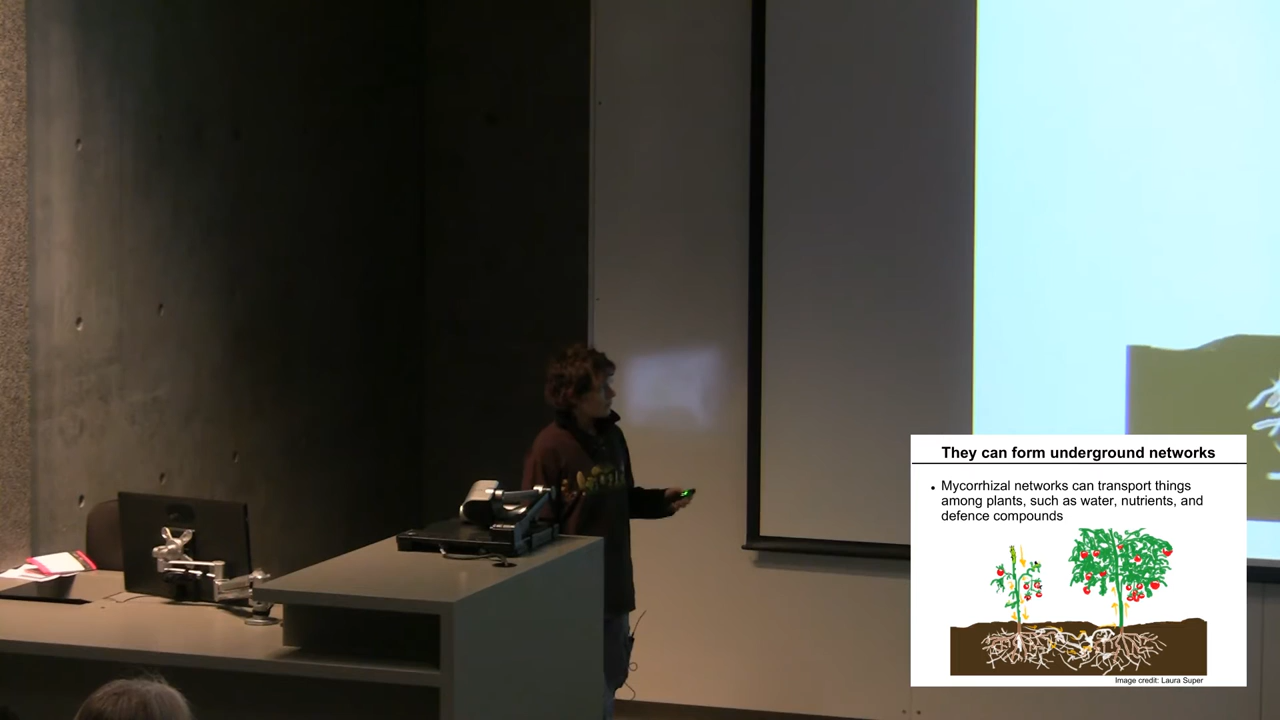 They can form underground networks
• Mycorrhizal networks can transport things
among plants, such as water, nutrients, and
defence compounds
Image credit: Laura Super